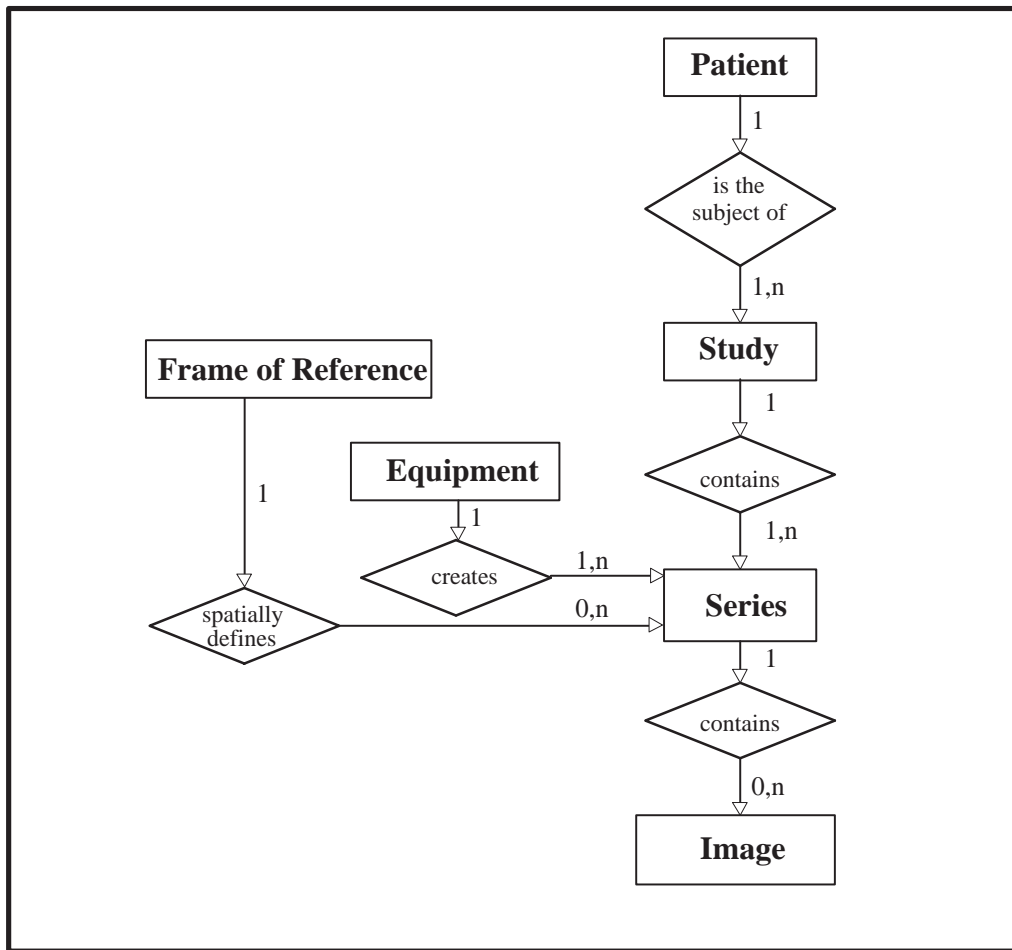 Patient
1
is the
subject of
1,n
Study
Frame of Reference
1
contains
Equipment
1
1
1,n
creates
1,n
Series
spatially
defines
0,n
1
contains
0,n
Image